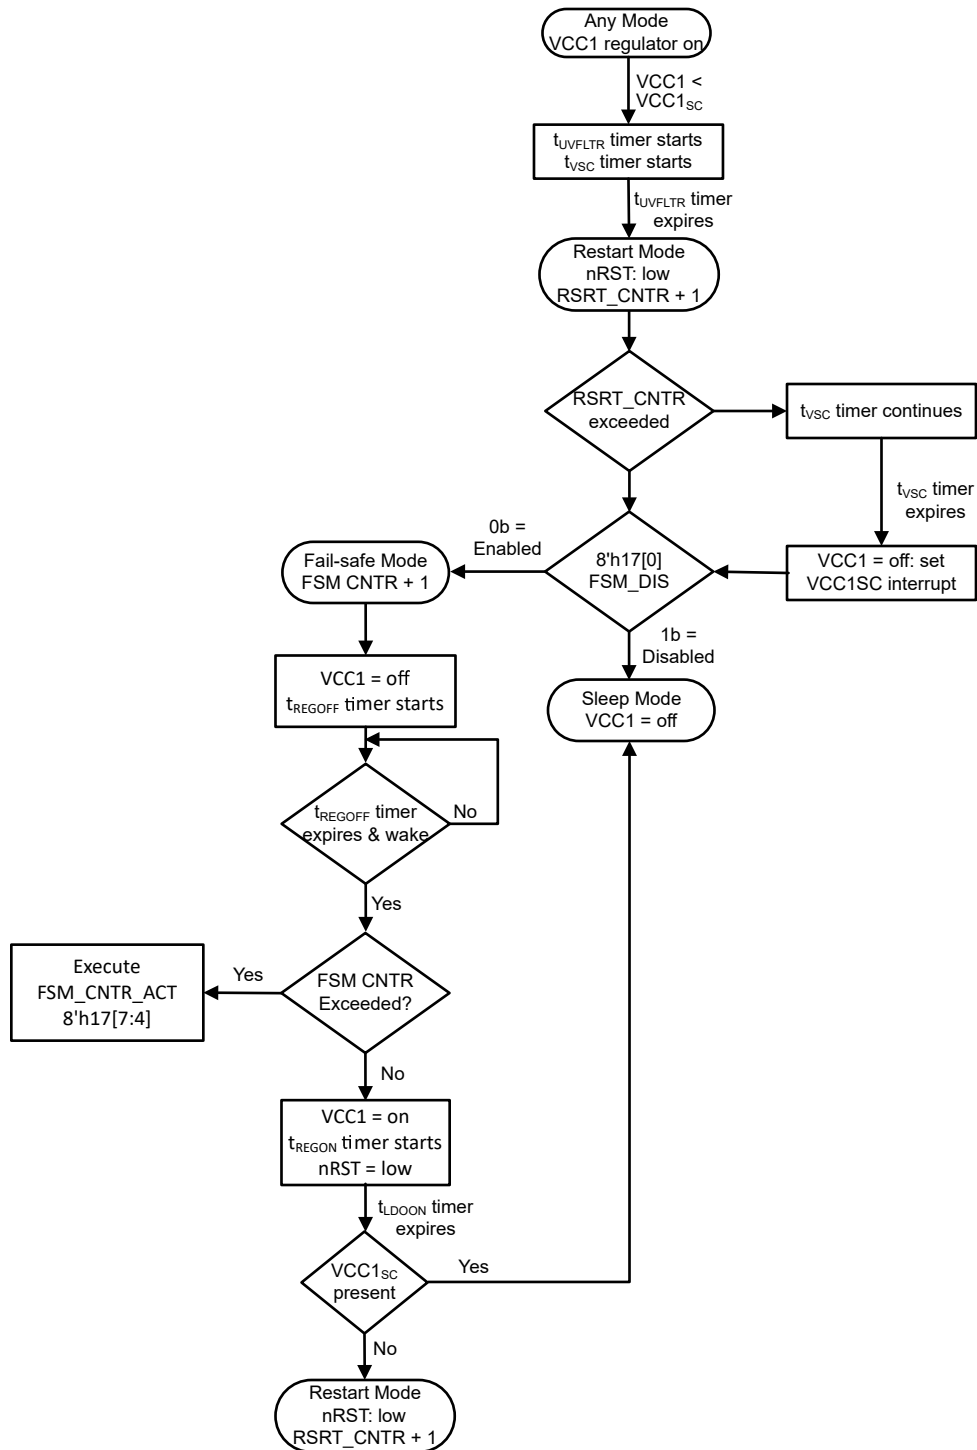 Any Mode
VCC1 regulator on
VCC1 <
VCC1SC
tUVFLTR timer starts
tVSC timer starts
tUVFLTR timer
expires
Restart Mode
nRST: low
RSRT_CNTR + 1
RSRT_CNTR
exceeded
tVSC timer continues
tVSC timer
expires
VCC1 = off: set
VCC1SC interrupt
8'h17[0]
FSM_DIS
0b =
Enabled
1b =
Disabled
Sleep Mode
VCC1 = off
Fail-safe Mode
FSM CNTR + 1
VCC1 = off
tREGOFF timer starts
tREGOFF timer
expires & wake
No
Yes
FSM CNTR
Exceeded?
Yes
Execute
FSM_CNTR_ACT
8'h17[7:4]
No
VCC1 = on
tREGON timer starts
nRST = low
tLDOON timer
expires
VCC1SC
present
Yes
No
Restart Mode
nRST: low
RSRT_CNTR + 1